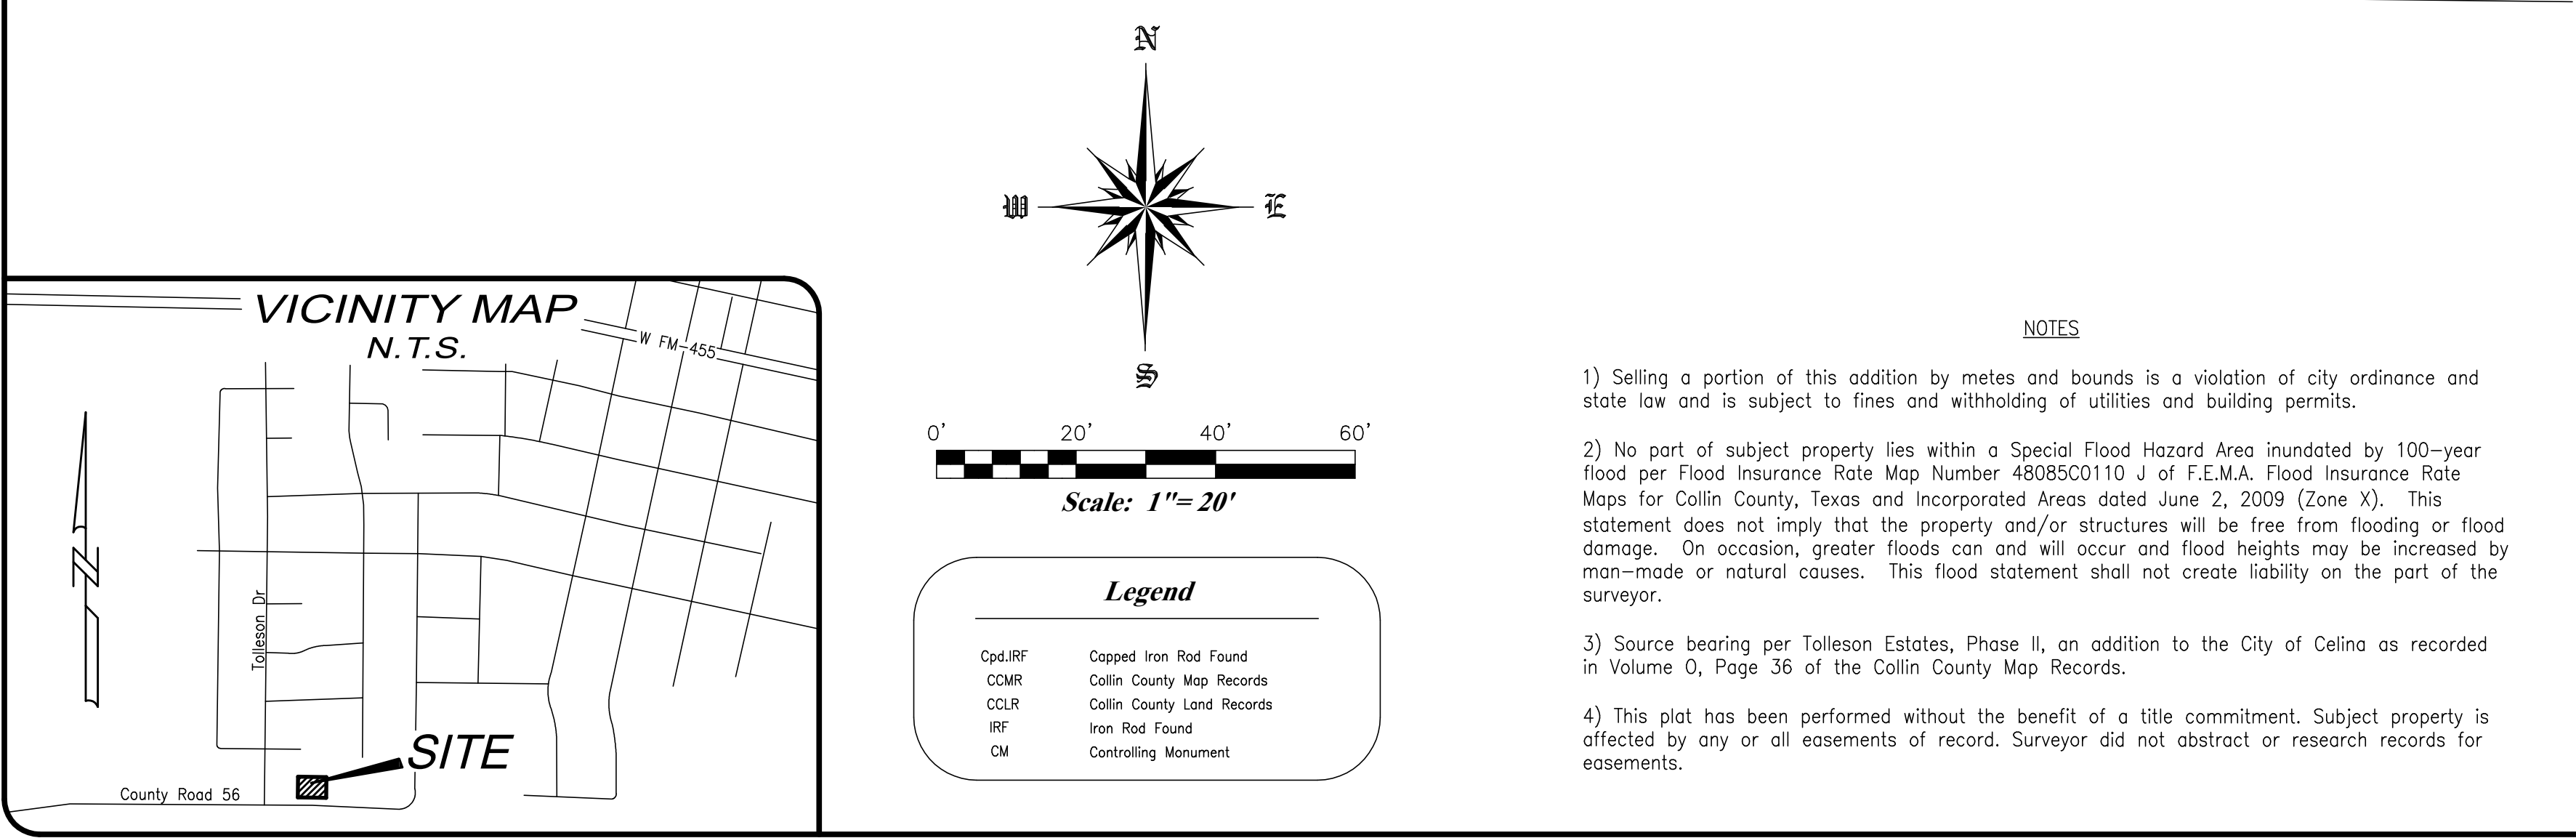 N
W
E
S
VICINITY MAP
N.T.S.
W FM-455
Tolleson Dr
SITE
County Road 56
0' 20' 40' 60'
Scale: 1"= 20'
Legend
Cpd.IRF Capped Iron Rod Found
CCMR Collin County Map Records
CCLR Collin County Land Records
IRF Iron Rod Found
CM Controlling Monument
NOTES
1) Selling a portion of this addition by metes and bounds is a violation of city ordinance and
state law and is subject to fines and withholding of utilities and building permits.
2) No part of subject property lies within a Special Flood Hazard Area inundated by 100-year
flood per Flood Insurance Rate Map Number 48085C0110 J of F.E.M.A. Flood Insurance Rate
Maps for Collin County, Texas and Incorporated Areas dated June 2, 2009 (Zone X). This
statement does not imply that the property and/or structures will be free from flooding or flood
damage. On occasion, greater floods can and will occur and flood heights may be increased by
man-made or natural causes. This flood statement shall not create liability on the part of the
surveyor.
3) Source bearing per Tolleson Estates, Phase II, an addition to the City of Celina as recorded
in Volume O, Page 36 of the Collin County Map Records.
4) This plat has been performed without the benefit of a title commitment. Subject property is
affected by any or all easements of record. Surveyor did not abstract or research records for
easements.
N